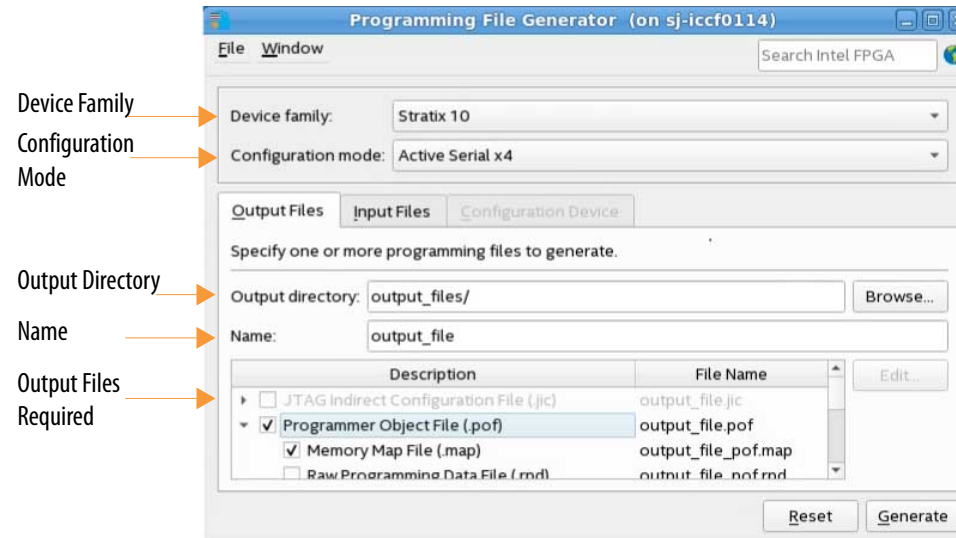 Programming File Generator (on sj-iccf0114)
File Window
Search Intel FPGA
Device Family
Device family: Stratix 10
Configuration
Mode
Configuration mode: Active Serial x4
Output Files Input Files Configuration Device
Specify one or more programming files to generate.
Output Directory
Output directory: output_files/ Browse...
Name
Name: output_file
Output Files
Required
Description File Name Edit...
JTAG Indirect Configuration File (.jic) output_file.jic
Programmer Object File (.pof) output_file.pof
Memory Map File (.map) output_file_pof.map
Raw Programming Data File (.rpd) output_file_pof.rpd
Reset Generate